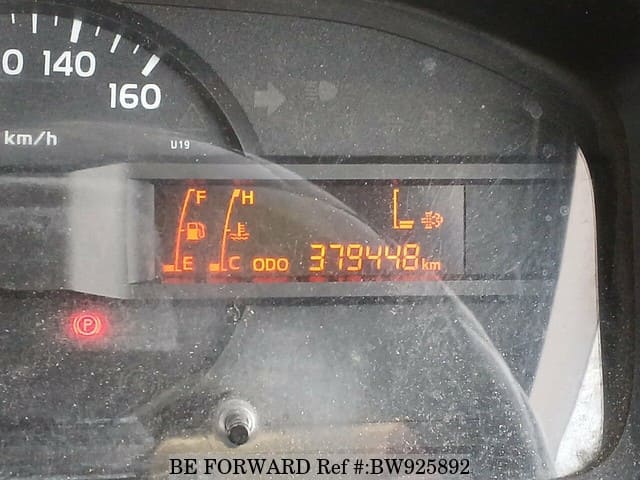 0 140
160
km/h
U19
F H
E C ODO 379448 km
P
BE FORWARD Ref #:BW925892